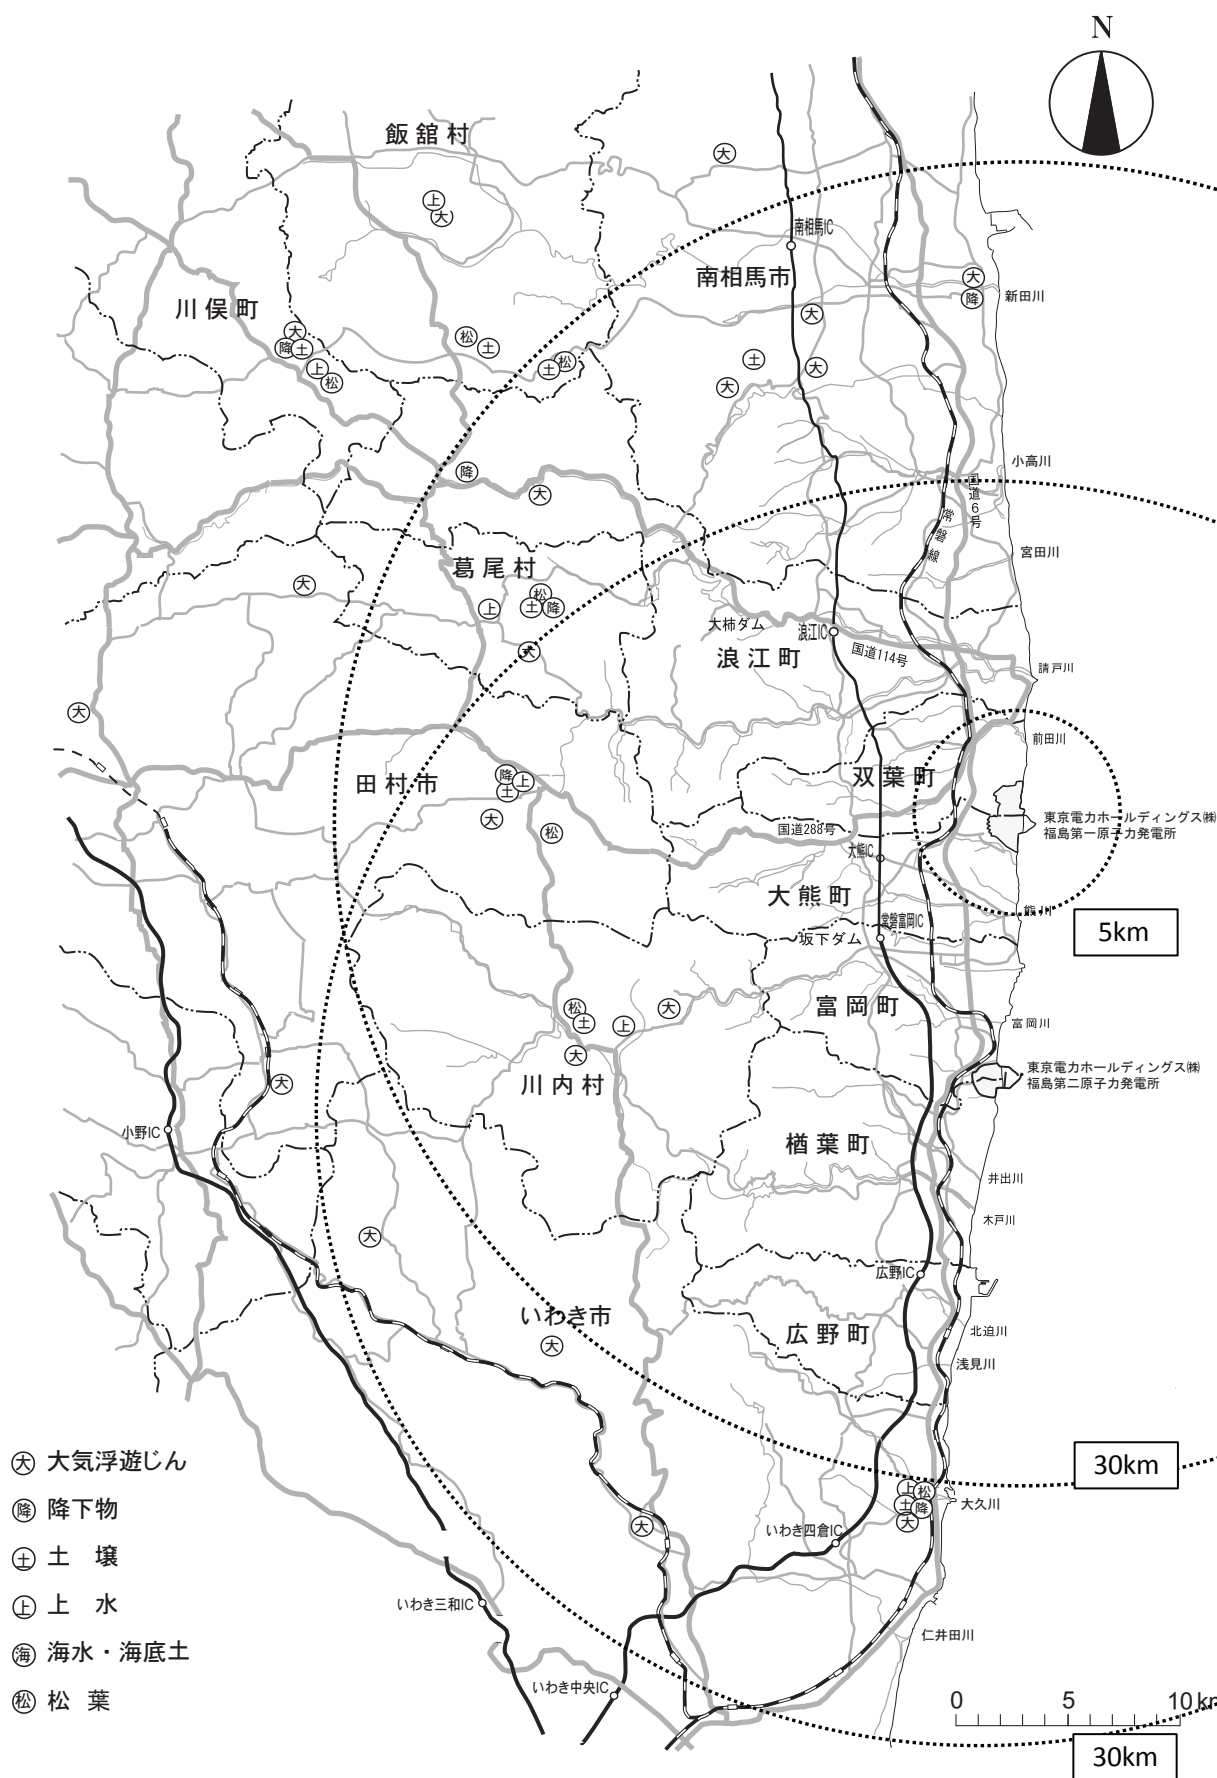 N
飯舘村
大
上
大
南相馬IC
南相馬市
大
降
新田川
川俣町
大
降
土
上
松
松
土
土
松
大
土
大
大
小高川
国道6号
常磐線
降
大
宮田川
葛尾村
大
松
上
土
降
大
大柿ダム
浪江IC
浪江町
国道114号
請戸川
大
前田川
田村市
降
上
土
大
松
双葉町
国道288号
東京電力ホールディングス㈱
福島第一原子力発電所
大熊IC
大熊町
熊川
常磐富岡IC
坂下ダム
5km
富岡町
松
土
上
大
大
富岡川
川内村
東京電力ホールディングス㈱
福島第二原子力発電所
大
小野IC
楢葉町
井出川
木戸川
大
広野IC
いわき市
大
広野町
北迫川
浅見川
30km
大気浮遊じん
降下物
土 壌
上 水
海水・海底土
松 葉
大
降
土
上
海
松
上
松
土
降
大
大久川
大
いわき四倉IC
いわき三和IC
仁井田川
いわき中央IC
0 5 10 km
30km